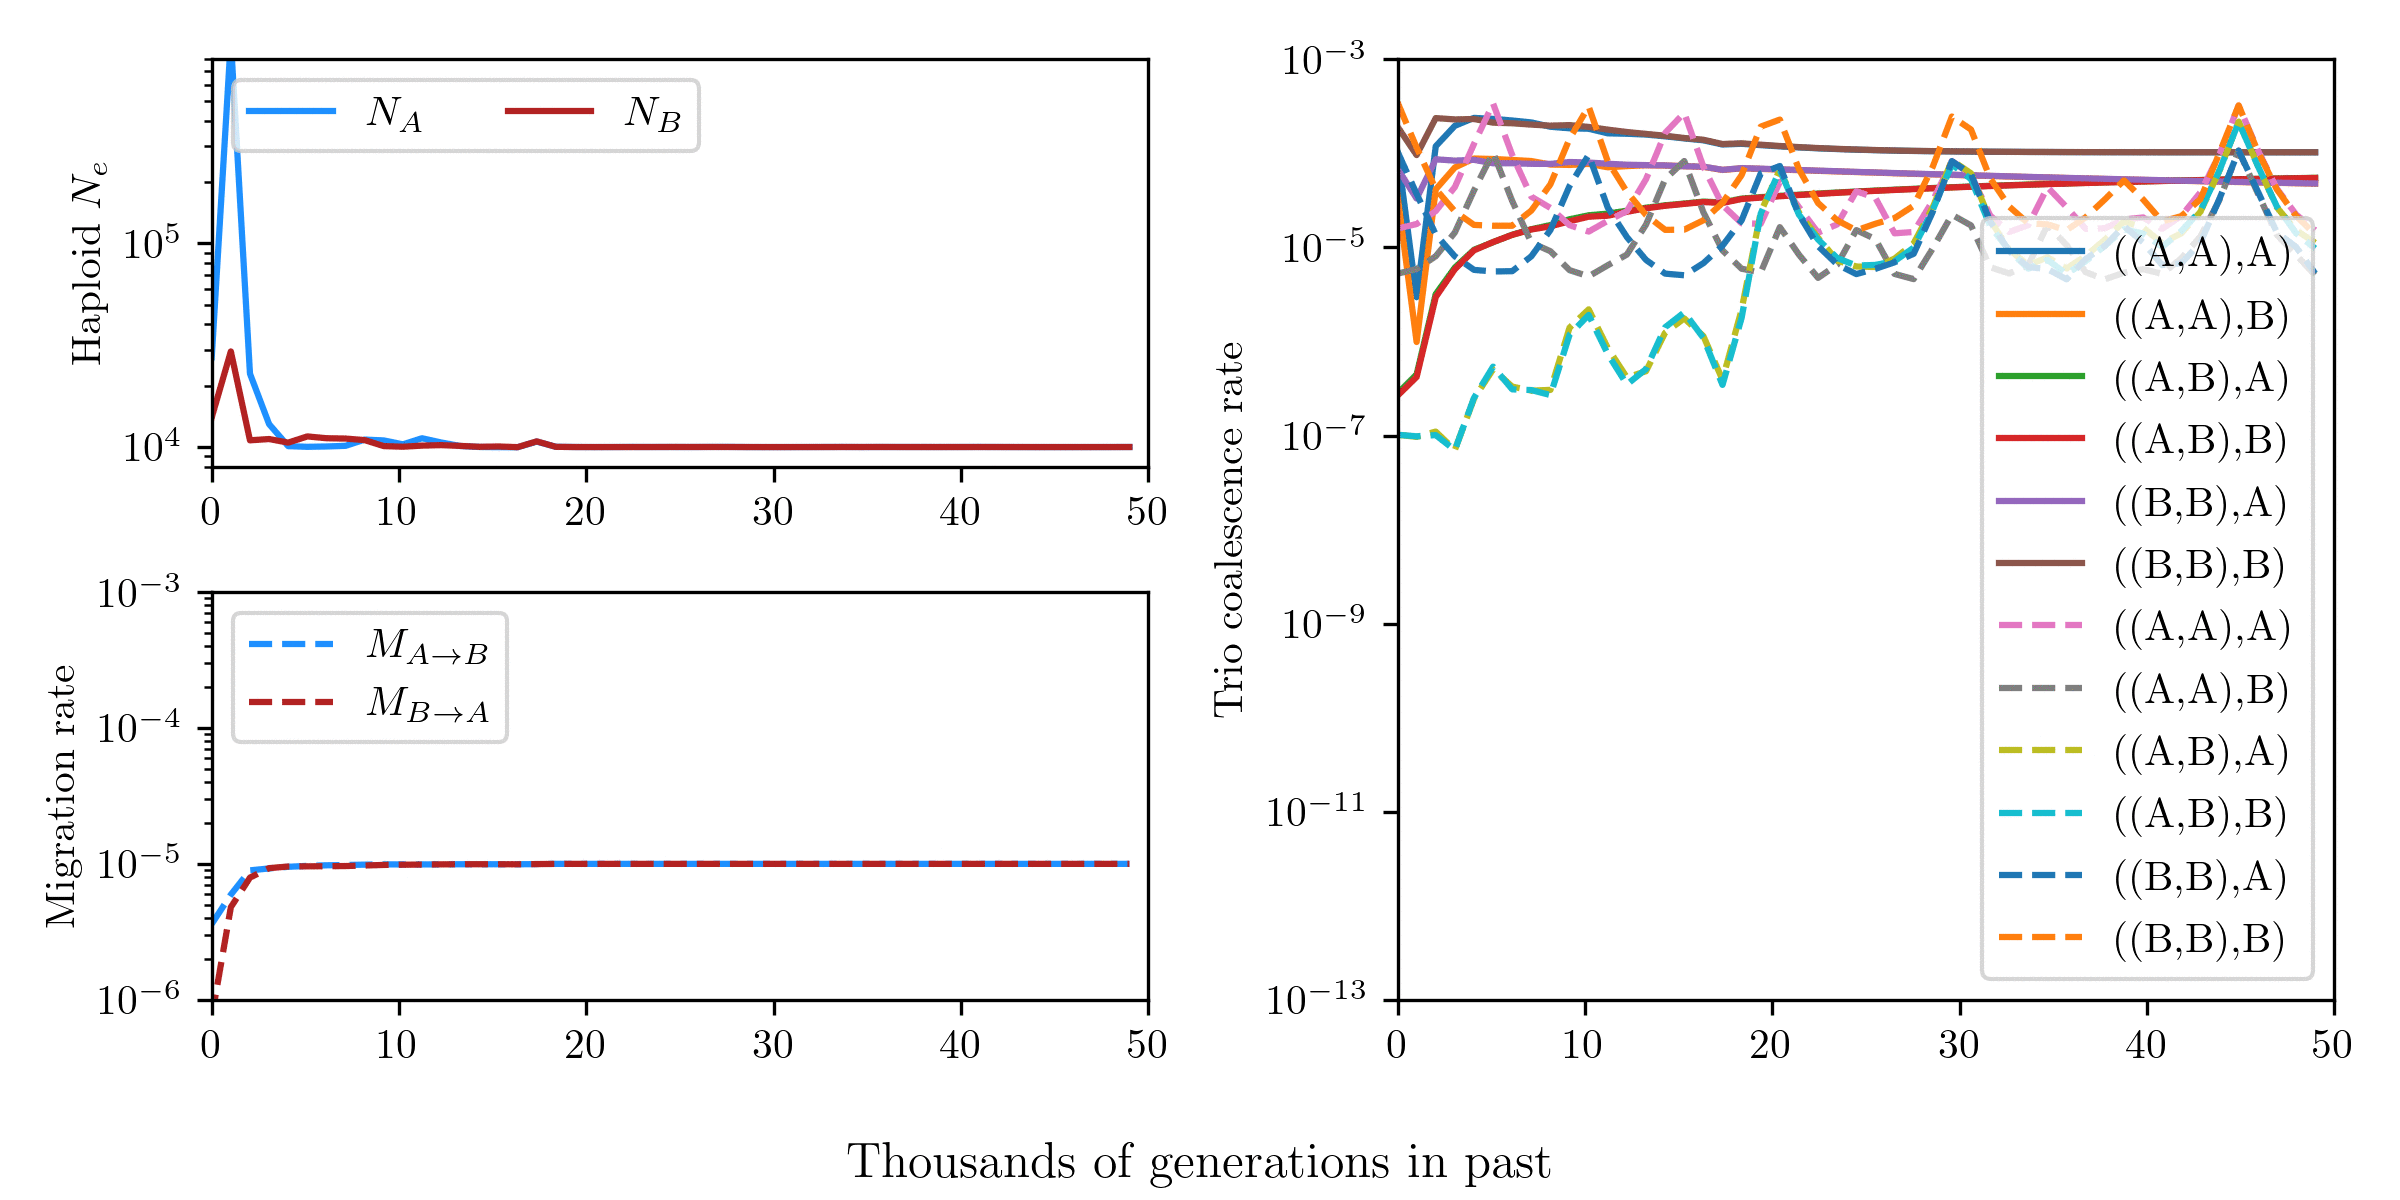 Haploid N_e
10^5
10^4
N_A
N_B
0 10 20 30 40 50
Migration rate
10^−3
10^−4
10^−5
10^−6
M_{A→B}
M_{B→A}
0 10 20 30 40 50
Trio coalescence rate
10^−3
10^−5
10^−7
10^−9
10^−11
10^−13
((A,A),A)
((A,A),B)
((A,B),A)
((A,B),B)
((B,B),A)
((B,B),B)
((A,A),A)
((A,A),B)
((A,B),A)
((A,B),B)
((B,B),A)
((B,B),B)
0 10 20 30 40 50
Thousands of generations in past